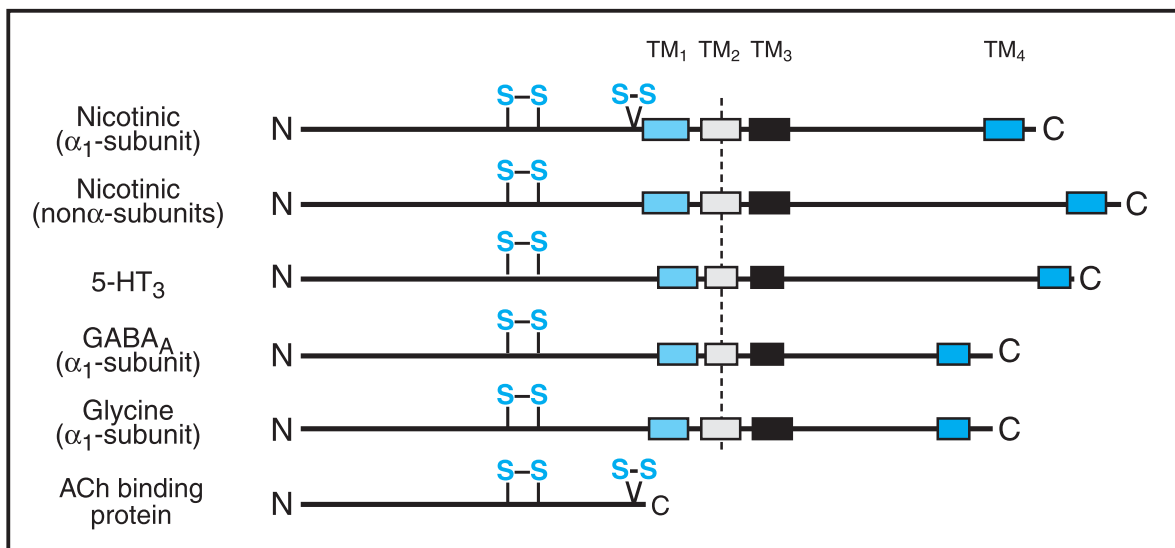 TM1 TM2 TM3 TM4
S–S S-S
Nicotinic
(α1-subunit)
N C
S–S
Nicotinic
(nonα-subunits)
N C
S–S
5-HT3
N C
S–S
GABAA
(α1-subunit)
N C
S–S
Glycine
(α1-subunit)
N C
S–S S-S
ACh binding
protein
N C